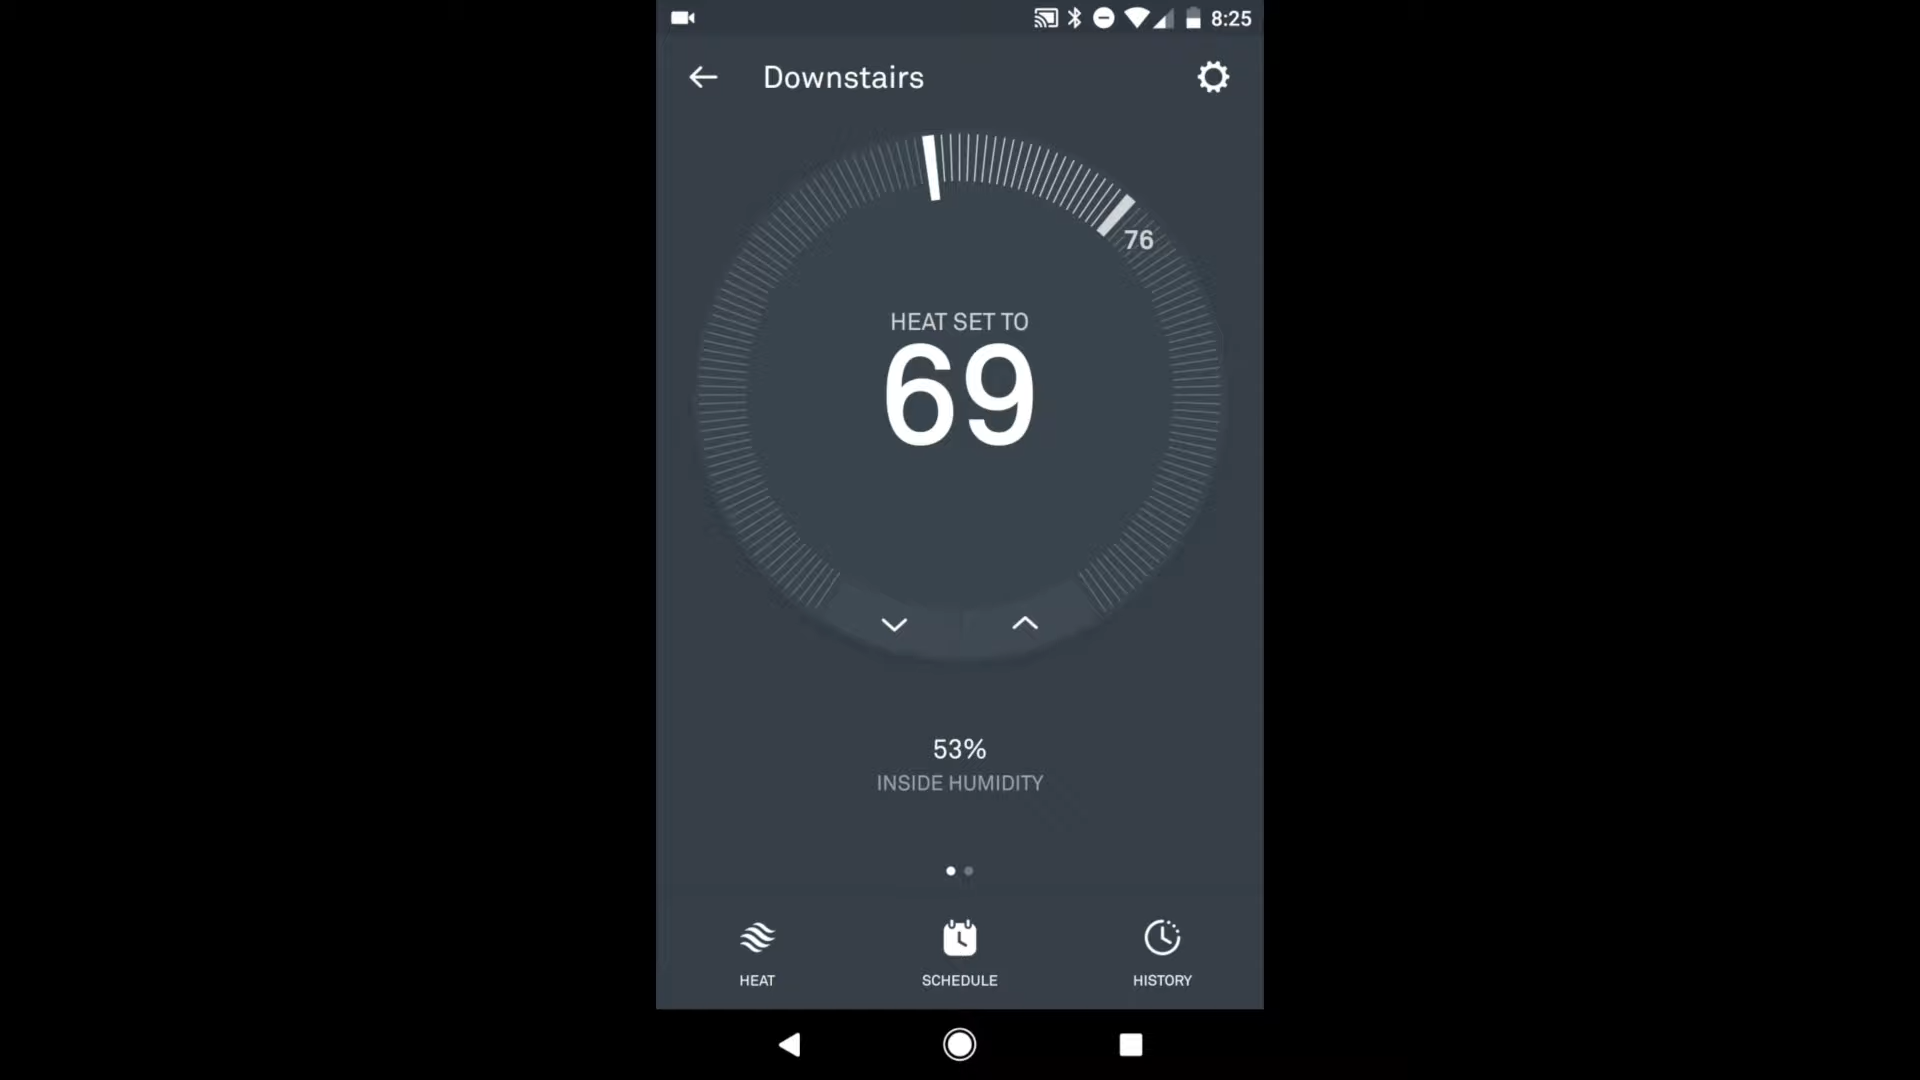 8:25
Downstairs
76
HEAT SET TO
69
53%
INSIDE HUMIDITY
HEAT
SCHEDULE
HISTORY